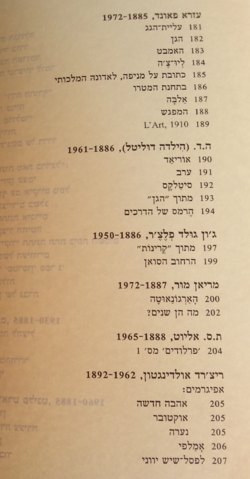 עזרא פאונד, 1972-1885
181 עליית־הגג
182 הגן
183 האמבט
184 ליו־צ'ה
185 כתובת על מניפה, לאדונה המלכותי
186 בתחנת המטרו
187 אלבה
188 המפגש
189 L'Art, 1910
ה.ד. (הילדה דוליטל), 1961-1886
190 אוריאד
191 ערב
192 סיטלקס
193 מתוך "הגן"
194 הרמס של הדרכים
ג'ון גולד פלצ'ר, 1950-1886
197 מתוך "קרינות"
199 הרחוב הסואן
מריאן מור, 1972-1887
200 הארגונאוטה
202 מה הן שנים?
ת.ס. אליוט, 1965-1888
204 'פרלודים' מס' 1
ריצ'רד אולדינגטון, 1962-1892
אפיגרמים:
205 אהבה חדשה
205 אוקטובר
205 נערה
206 אמלפי
207 לפסל־שיש יווני